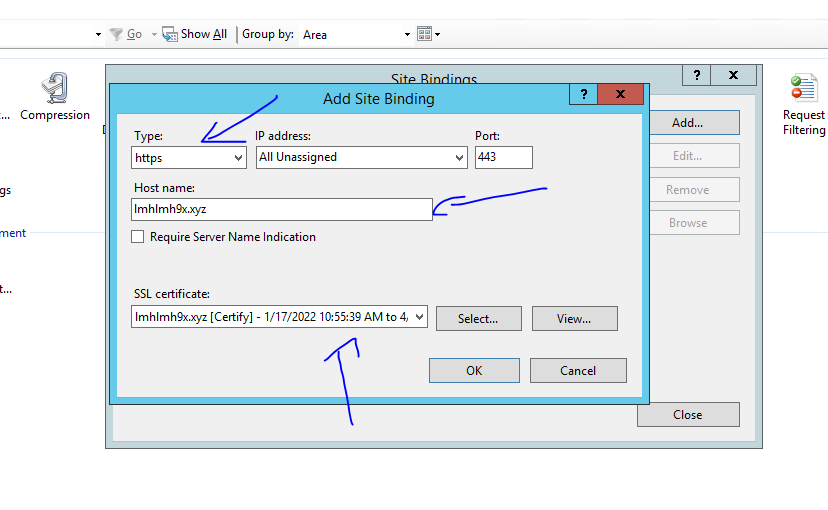 Go Show All Group by: Area
Site Bindings
? X
Add Site Binding
? X
... Compression
Request
Filtering
Type: IP address: Port:
https All Unassigned 443
Host name:
lmhlmh9x.xyz
Require Server Name Indication
SSL certificate:
lmhlmh9x.xyz [Certify] - 1/17/2022 10:55:39 AM to 4/
Select... View...
OK Cancel
Add...
Edit...
Remove
Browse
Close
gs
ment
t...